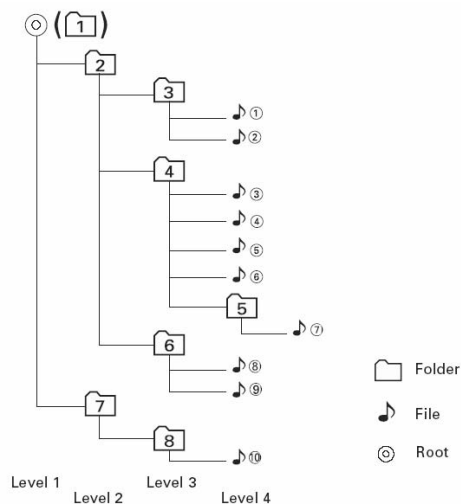 (1)
2
3
①
②
4
③
④
⑤
⑥
5
⑦
6
⑧
⑨
7
8
⑩
Folder
File
Root
Level 1
Level 2
Level 3
Level 4